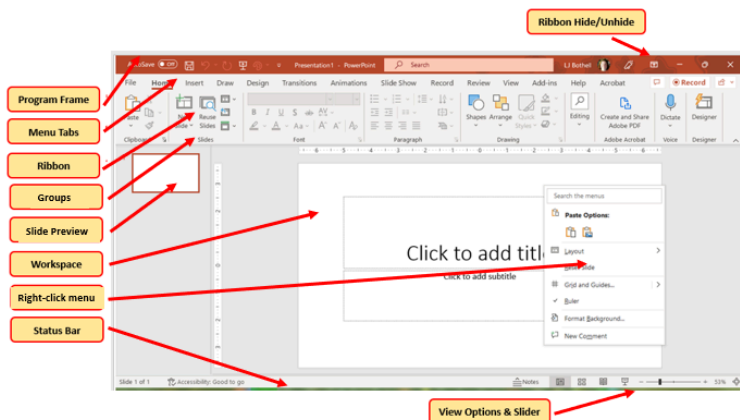 Ribbon Hide/Unhide
AutoSave Off Presentation1 - PowerPoint Search LJ Bothell
File Home Insert Draw Design Transitions Animations Slide Show Record Review View Add-ins Help Acrobat Record
Program Frame
Menu Tabs
Ribbon
Groups
Slide Preview
Workspace
Right-click menu
Status Bar
Reuse Shapes Arrange Quick Editing Create and Share Dictate Designer
Slide Slides Styles Adobe PDF
Clipboard Slides Font Paragraph Drawing Adobe Acrobat Voice Designer
Click to add title
Click to add subtitle
Search the menus
Paste Options:
Layout
Reset Slide
Grid and Guides...
Ruler
Format Background...
New Comment
Slide 1 of 1 Accessibility: Good to go Notes 53%
View Options & Slider